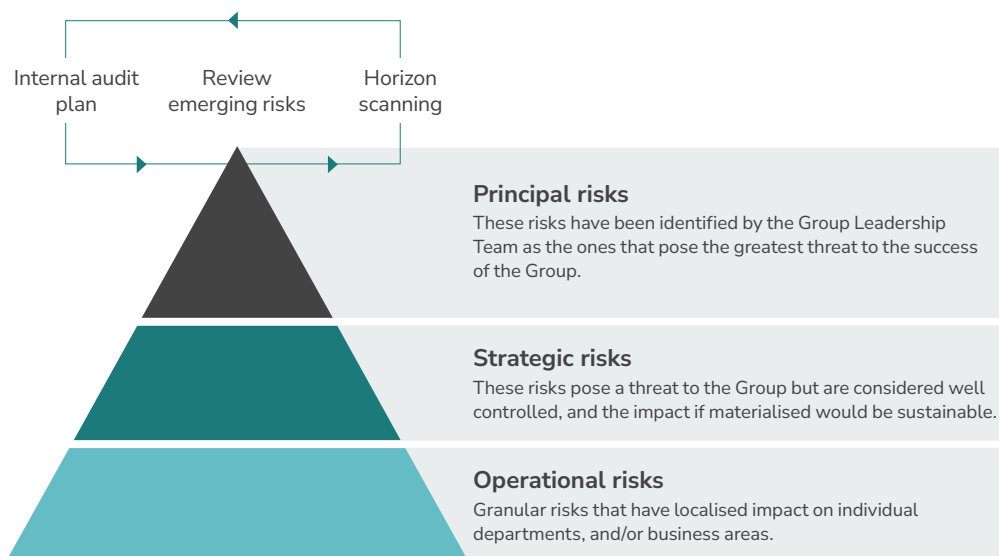 Internal audit
plan
Review
emerging risks
Horizon
scanning
Principal risks
These risks have been identified by the Group Leadership
Team as the ones that pose the greatest threat to the success
of the Group.
Strategic risks
These risks pose a threat to the Group but are considered well
controlled, and the impact if materialised would be sustainable.
Operational risks
Granular risks that have localised impact on individual
departments, and/or business areas.